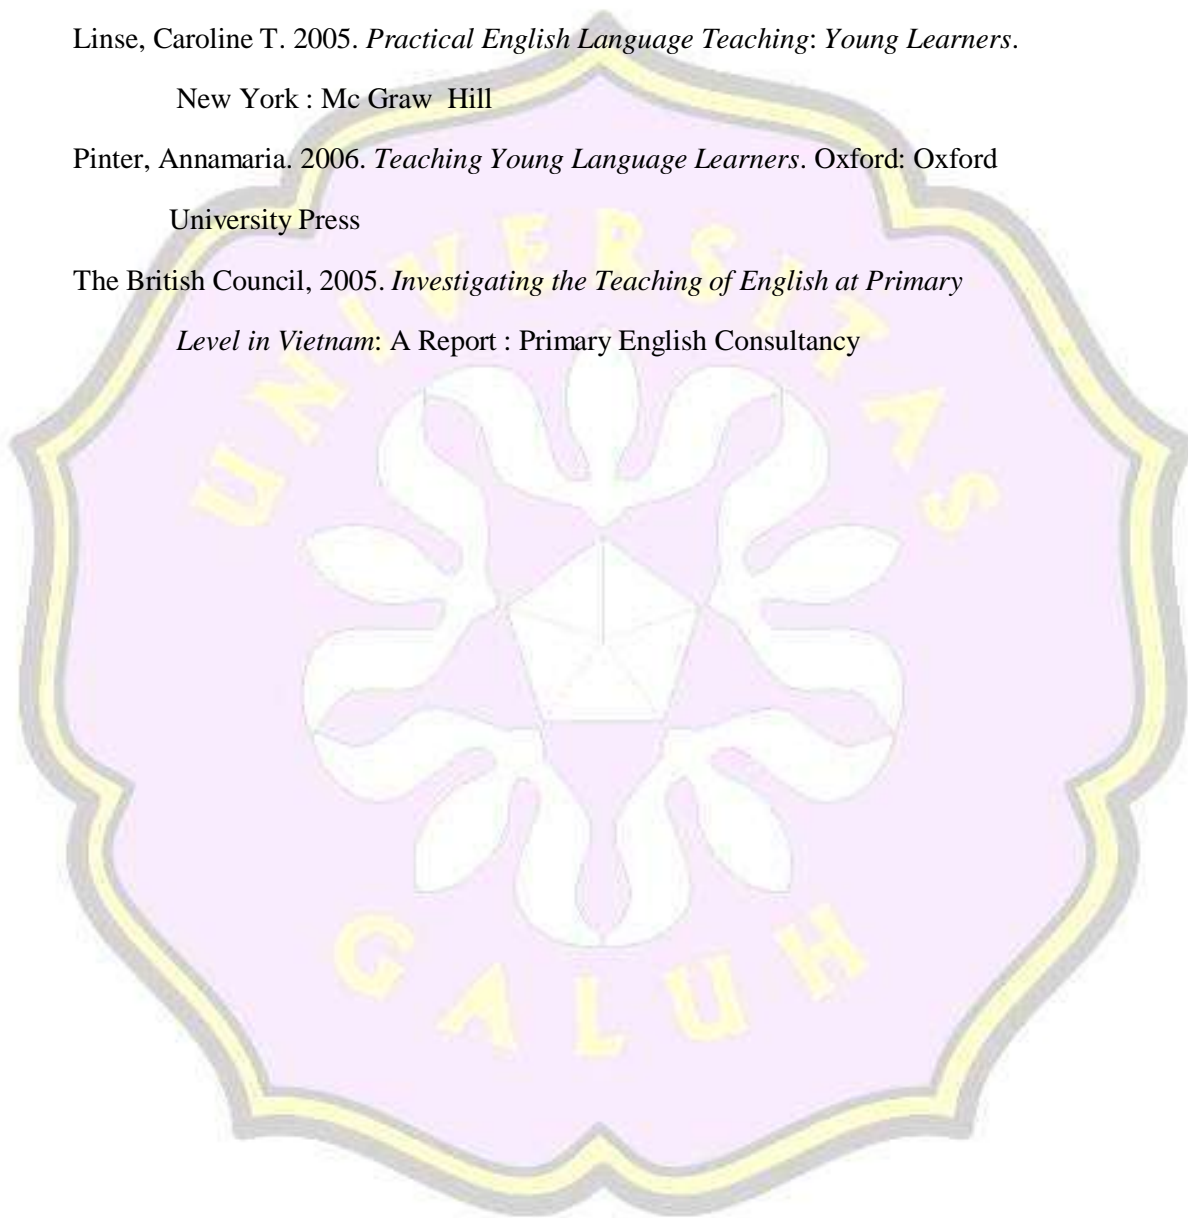 Linse, Caroline T. 2005. Practical English Language Teaching: Young Learners.
New York : Mc Graw  Hill
Pinter, Annamaria. 2006. Teaching Young Language Learners. Oxford: Oxford
University Press
The British Council, 2005. Investigating the Teaching of English at Primary
Level in Vietnam: A Report : Primary English Consultancy
UNIVERSITAS
GALUH